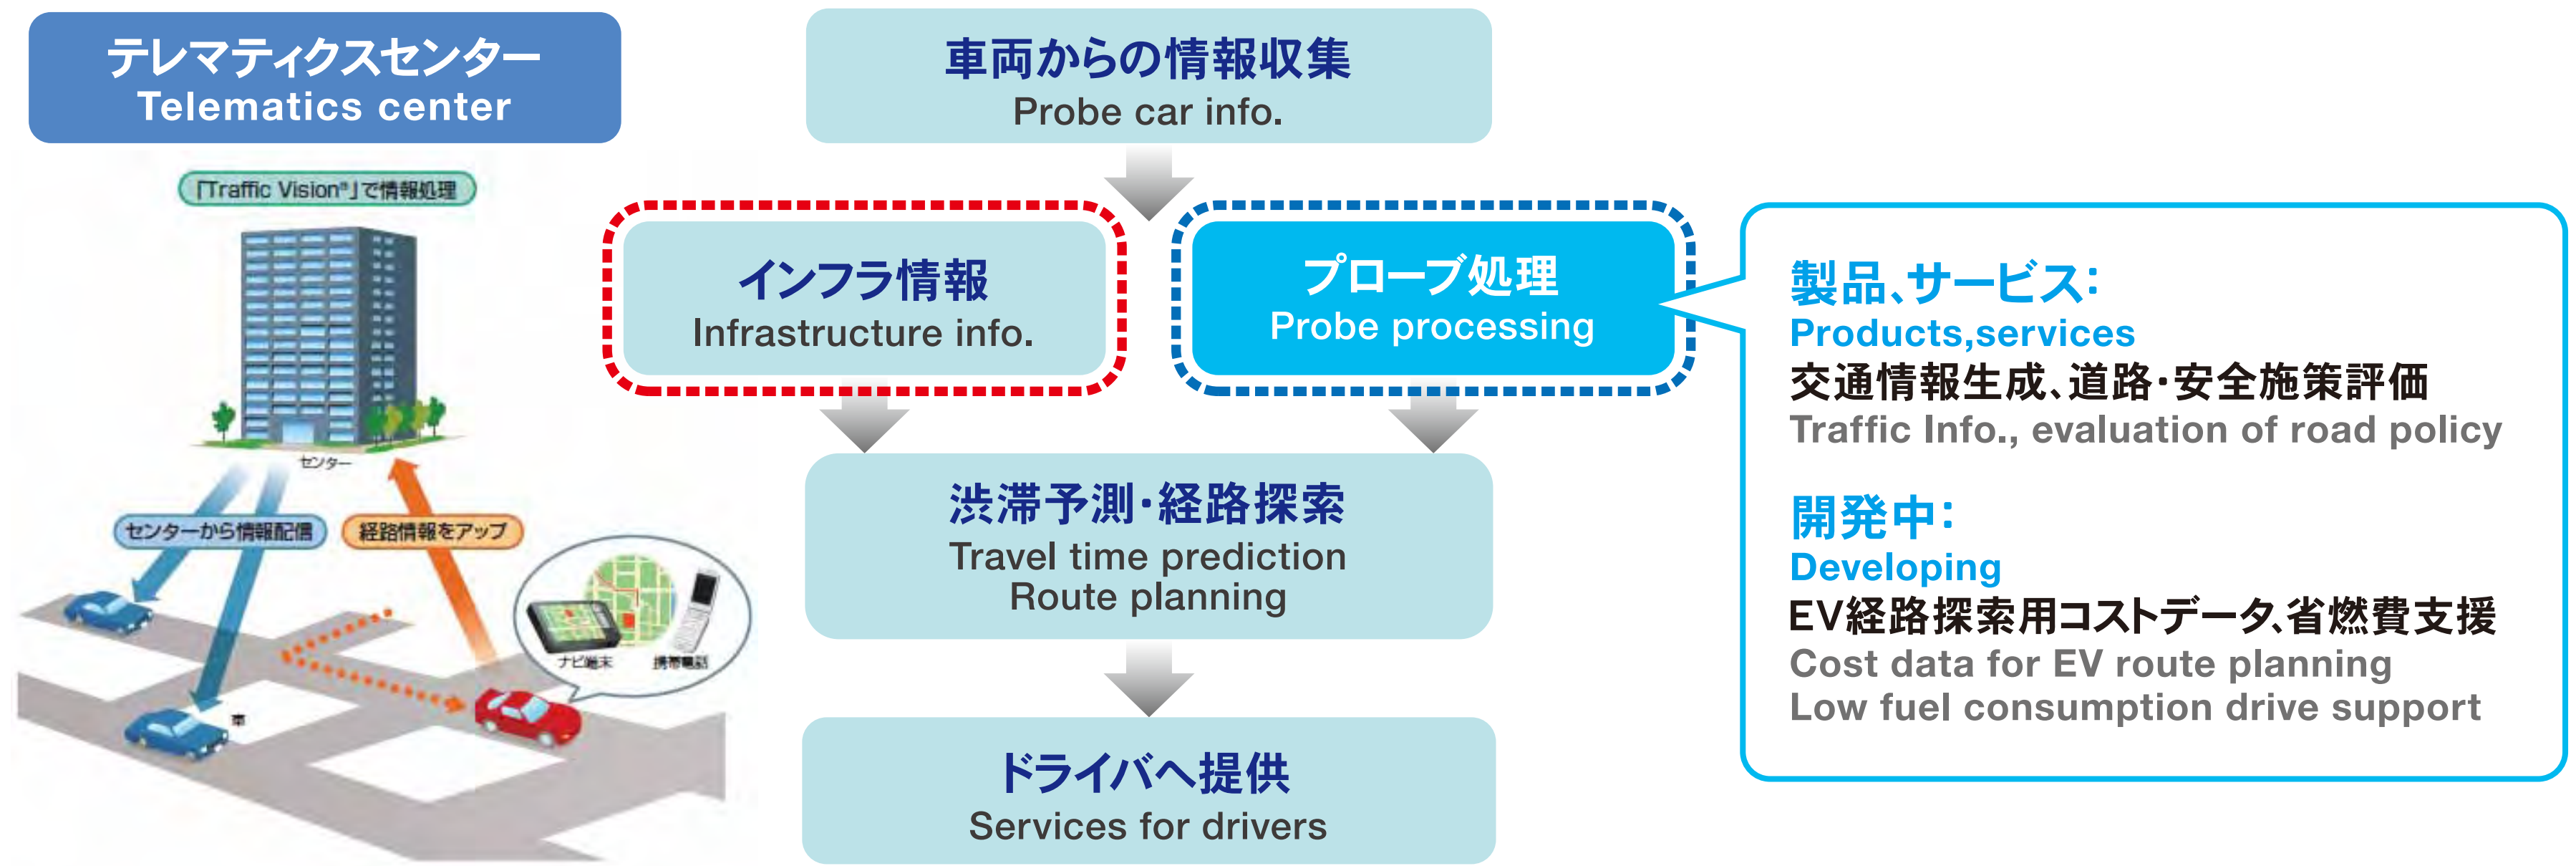 テレマティクスセンター
Telematics center
「Traffic Vision®」で情報処理
センター
センターから情報配信
経路情報をアップ
ナビ端末
携帯電話
車
車両からの情報収集
Probe car info.
インフラ情報
Infrastructure info.
プローブ処理
Probe processing
渋滞予測・経路探索
Travel time prediction
Route planning
ドライバへ提供
Services for drivers
製品、サービス：
Products,services
交通情報生成、道路・安全施策評価
Traffic Info., evaluation of road policy
開発中：
Developing
EV経路探索用コストデータ、省燃費支援
Cost data for EV route planning
Low fuel consumption drive support